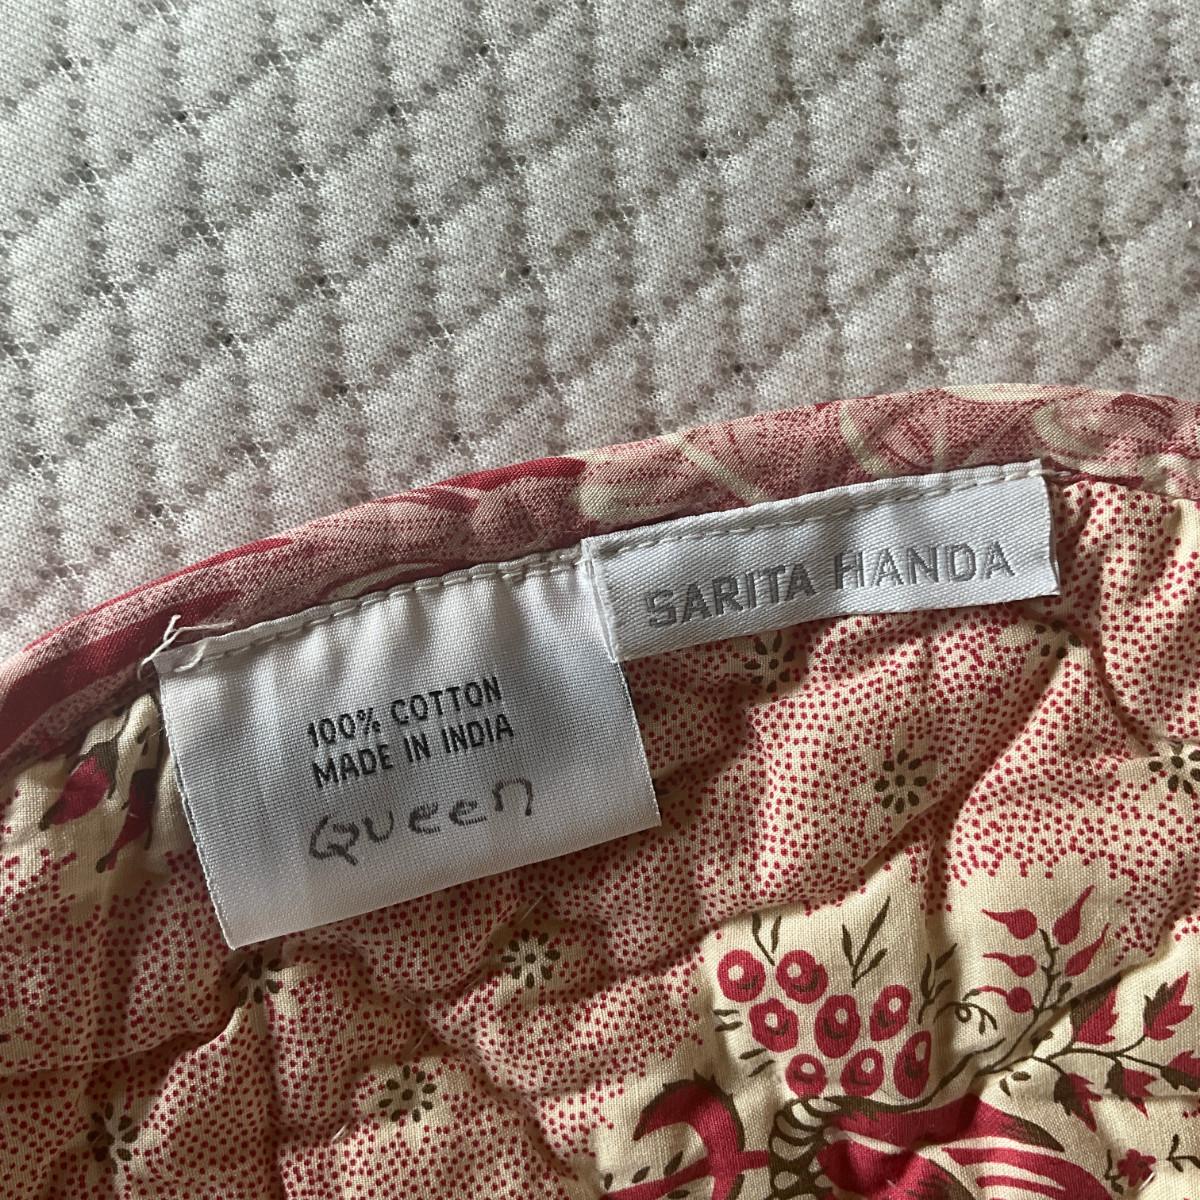 SARITA HANDA
100% COTTON
MADE IN INDIA
Queen